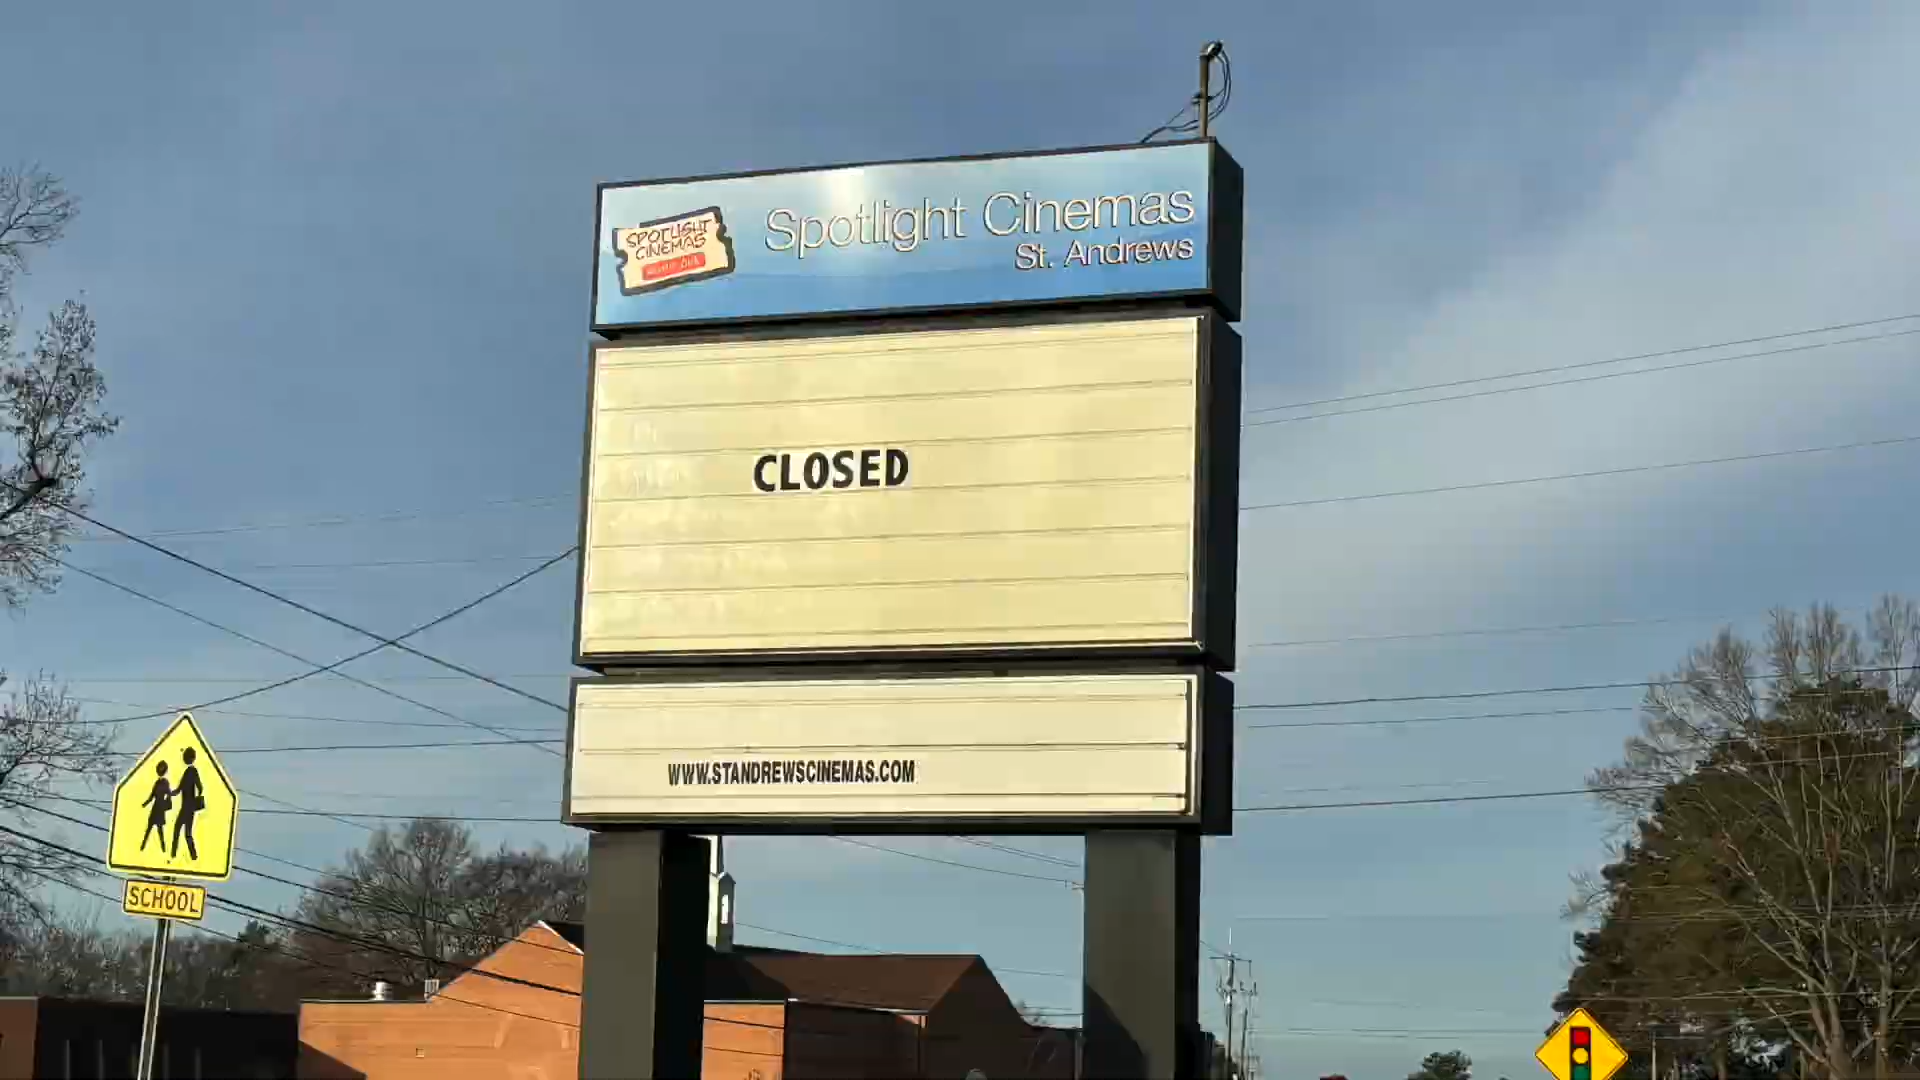 SPOTLIGHT
CINEMAS
Spotlight Cinemas
St. Andrews
CLOSED
WWW.STANDREWSCINEMAS.COM
SCHOOL